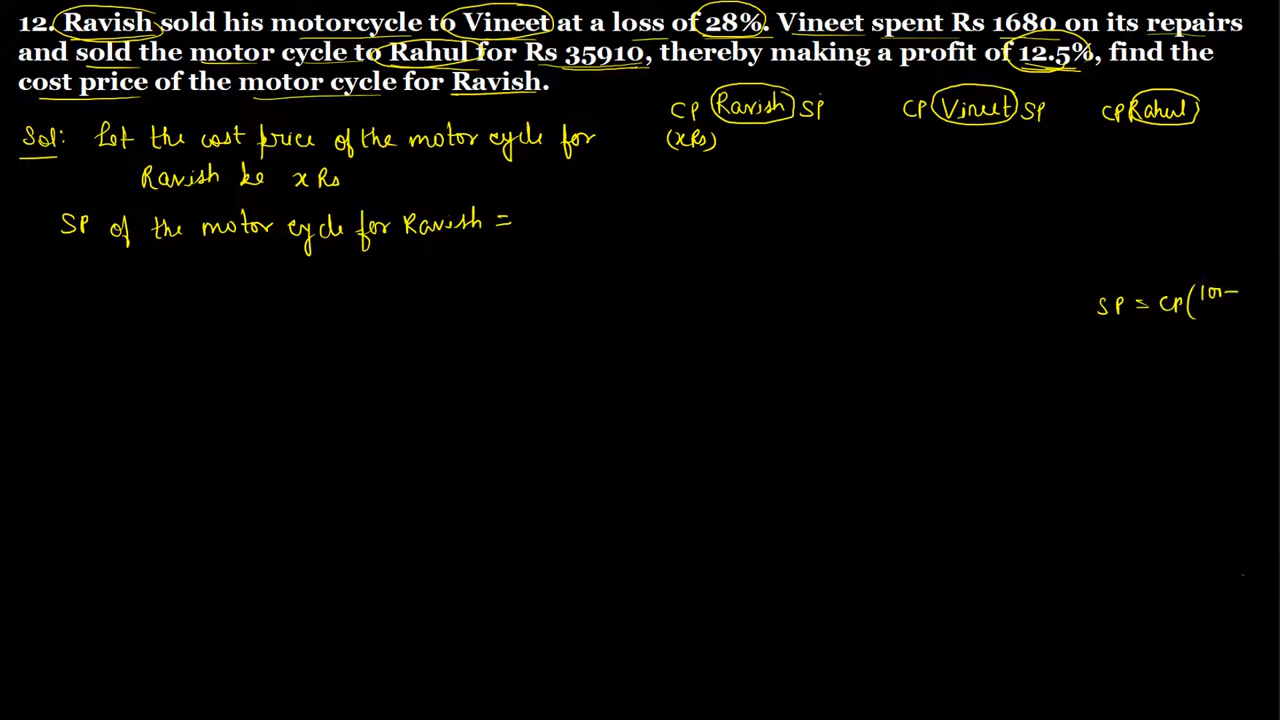 12. Ravish sold his motorcycle to Vineet at a loss of 28%. Vineet spent Rs 1680 on its repairs
and sold the motor cycle to Rahul for Rs 35910, thereby making a profit of 12.5%, find the
cost price of the motor cycle for Ravish.
CP Ravish SP CP Vineet SP CP Rahul
(x Rs)
Sol: Let the cost price of the motor cycle for
Ravish be x Rs
SP of the motor cycle for Ravish =
SP = CP(100-